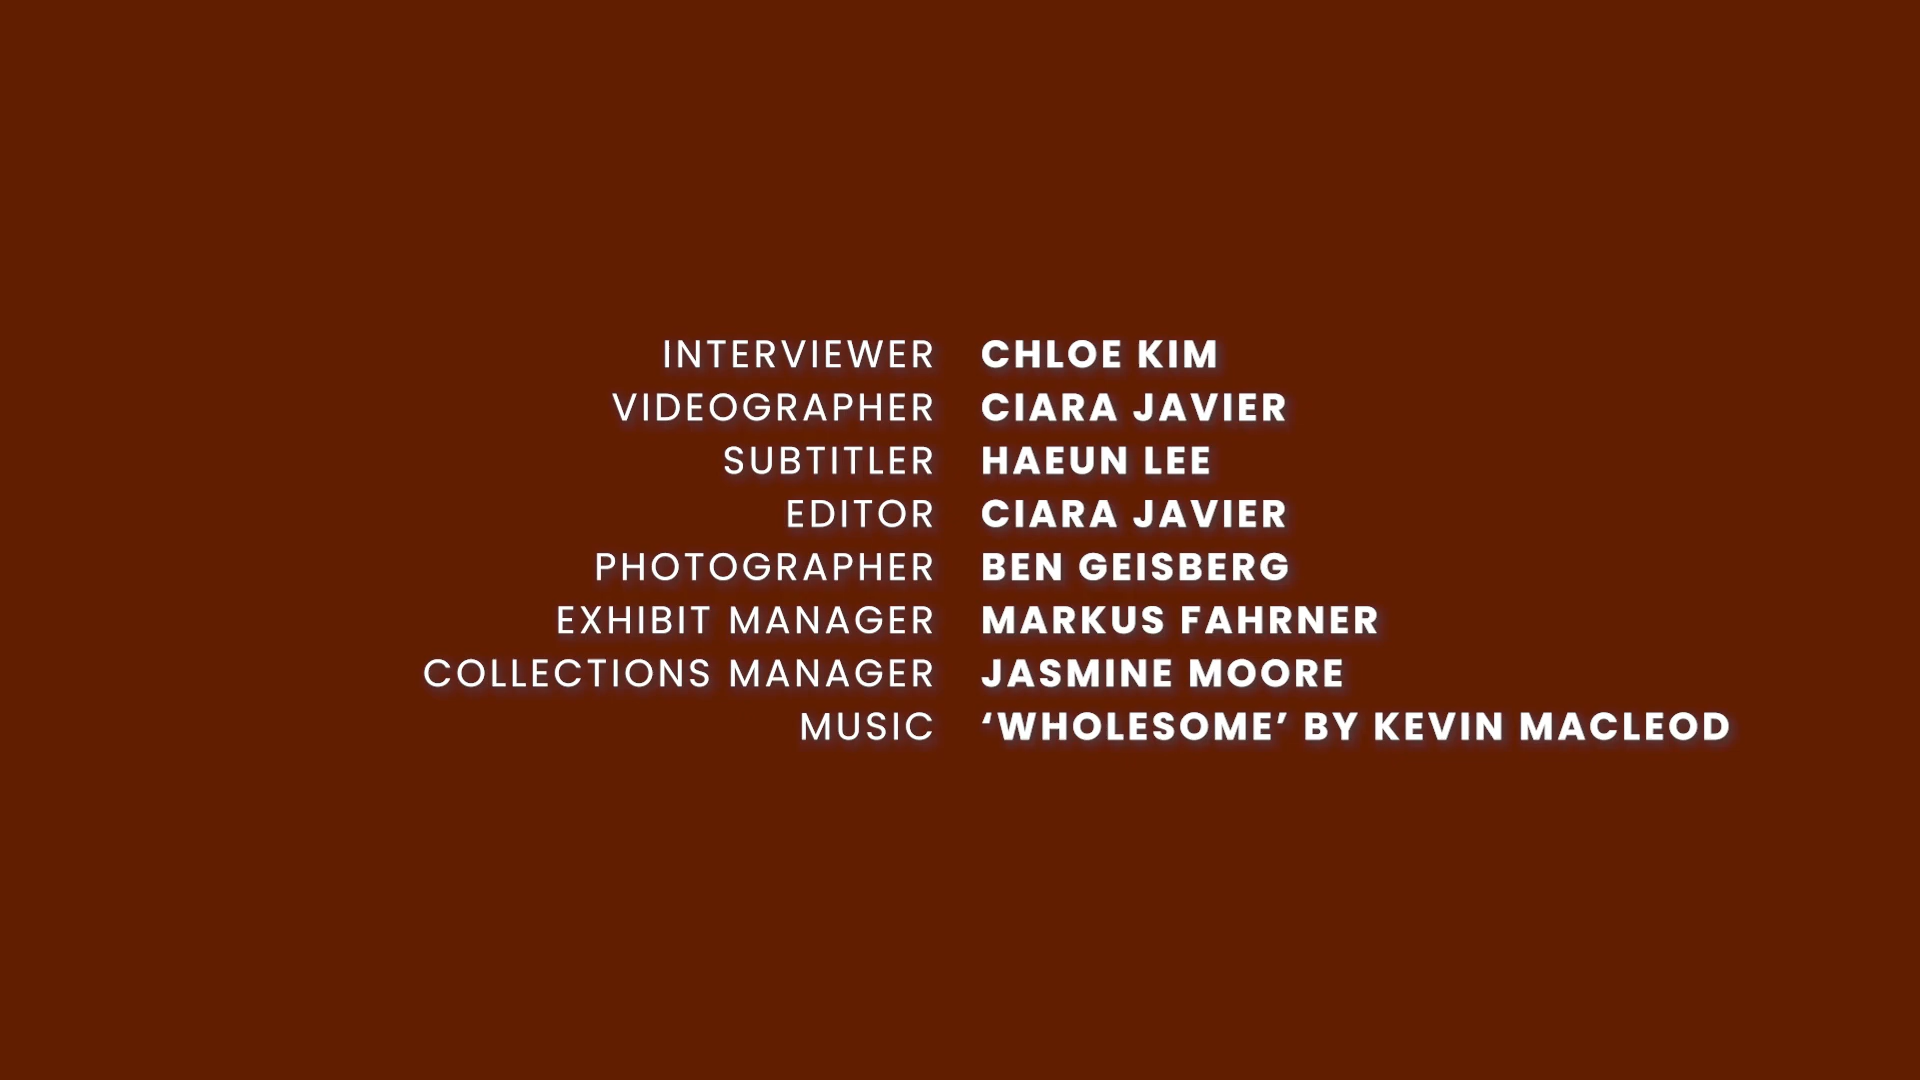 INTERVIEWER CHLOE KIM
VIDEOGRAPHER CIARA JAVIER
SUBTITLER HAEUN LEE
EDITOR CIARA JAVIER
PHOTOGRAPHER BEN GEISBERG
EXHIBIT MANAGER MARKUS FAHRNER
COLLECTIONS MANAGER JASMINE MOORE
MUSIC ‘WHOLESOME’ BY KEVIN MACLEOD